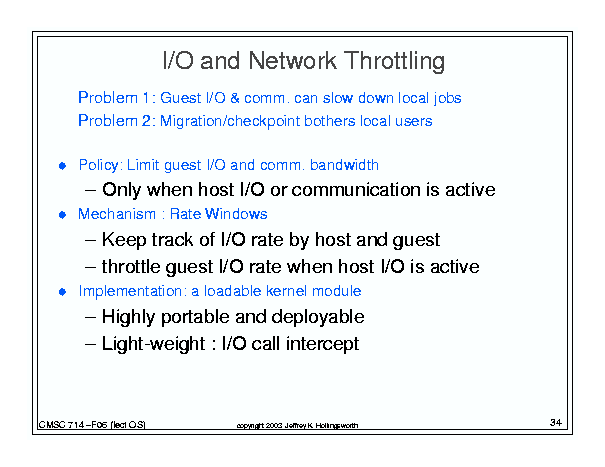 I/O and Network Throttling
Problem 1: Guest I/O & comm. can slow down local jobs
Problem 2: Migration/checkpoint bothers local users
● Policy: Limit guest I/O and comm. bandwidth
– Only when host I/O or communication is active
● Mechanism : Rate Windows
– Keep track of I/O rate by host and guest
– throttle guest I/O rate when host I/O is active
● Implementation: a loadable kernel module
– Highly portable and deployable
– Light-weight : I/O call intercept
CMSC 714 –F06 (lect OS)
copyright 2003 Jeffrey K. Hollingsworth
34